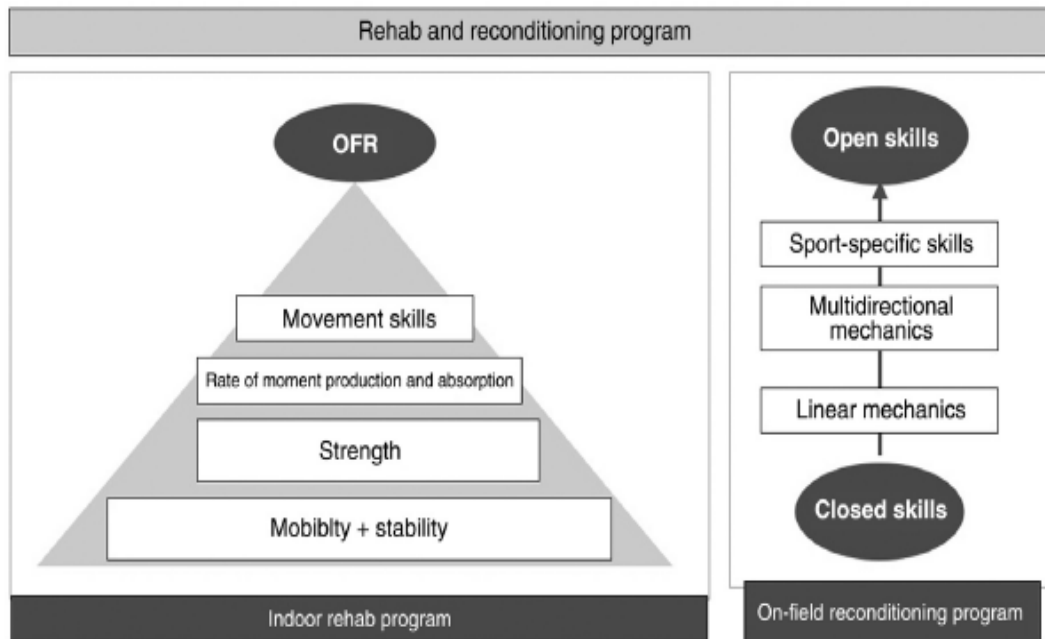 Rehab and reconditioning program
OFR
Movement skills
Rate of moment production and absorption
Strength
Mobiblty + stability
Indoor rehab program
Open skills
Sport-specific skills
Multidirectional
mechanics
Linear mechanics
Closed skills
On-field reconditioning program